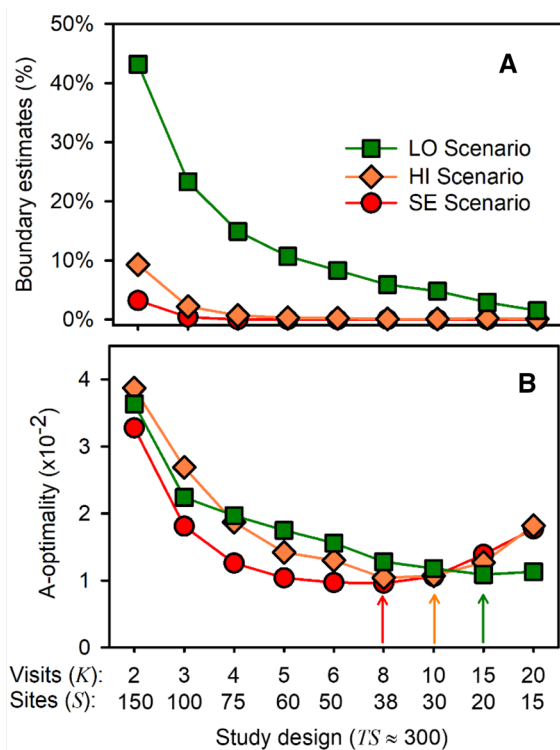 50%
A
40%
LO Scenario
30%
HI Scenario
20%
SE Scenario
10%
0%
Boundary estimates (%)
B
4
3
2
1
0
A-optimality (x10-2)
Visits (K): 2 3 4 5 6 8 10 15 20
Sites (S): 150 100 75 60 50 38 30 20 15
Study design (TS ≈ 300)